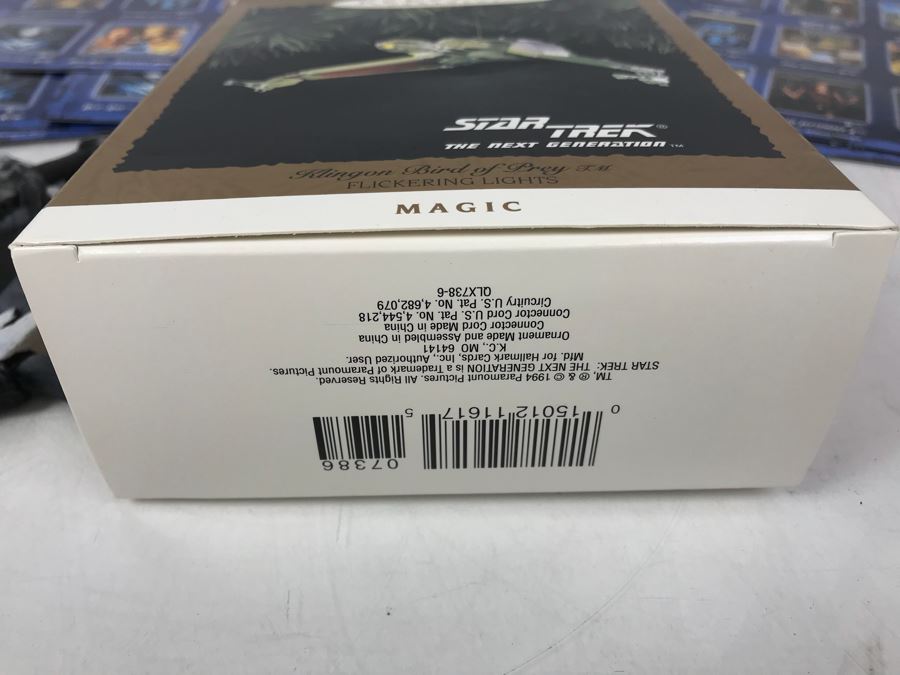 STAR TREK®
THE NEXT GENERATION™
Klingon Bird of Prey TM
FLICKERING LIGHTS
MAGIC
0 15012 11617 5
07386
TM, ® & © 1994 Paramount Pictures. All Rights Reserved.
STAR TREK: THE NEXT GENERATION is a Trademark of Paramount Pictures.
Mfd. for Hallmark Cards, Inc., Authorized User.
K.C., MO 64141
Ornament Made and Assembled in China
Connector Cord Made in China
Connector Cord U.S. Pat. No. 4,544,218
Circuitry U.S. Pat. No. 4,682,079
QLX738-6